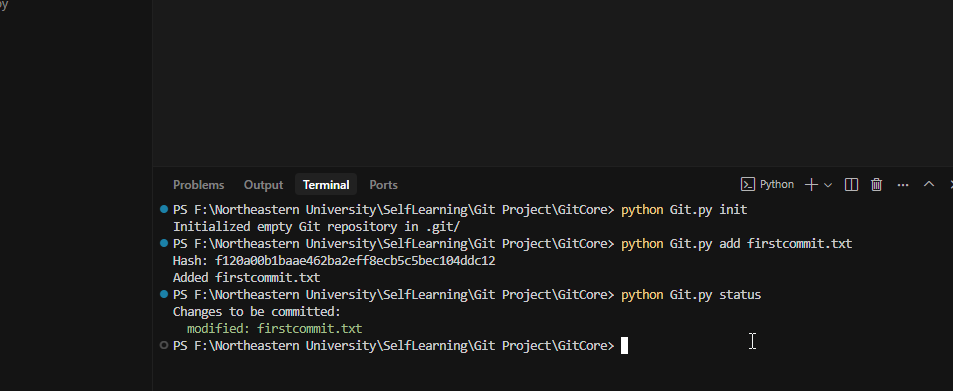 Problems Output Terminal Ports Python
PS F:\Northeastern University\SelfLearning\Git Project\GitCore> python Git.py init
Initialized empty Git repository in .git/
PS F:\Northeastern University\SelfLearning\Git Project\GitCore> python Git.py add firstcommit.txt
Hash: f120a00b1baae462ba2eff8ecb5c5bec104ddc12
Added firstcommit.txt
PS F:\Northeastern University\SelfLearning\Git Project\GitCore> python Git.py status
Changes to be committed:
  modified: firstcommit.txt
PS F:\Northeastern University\SelfLearning\Git Project\GitCore>